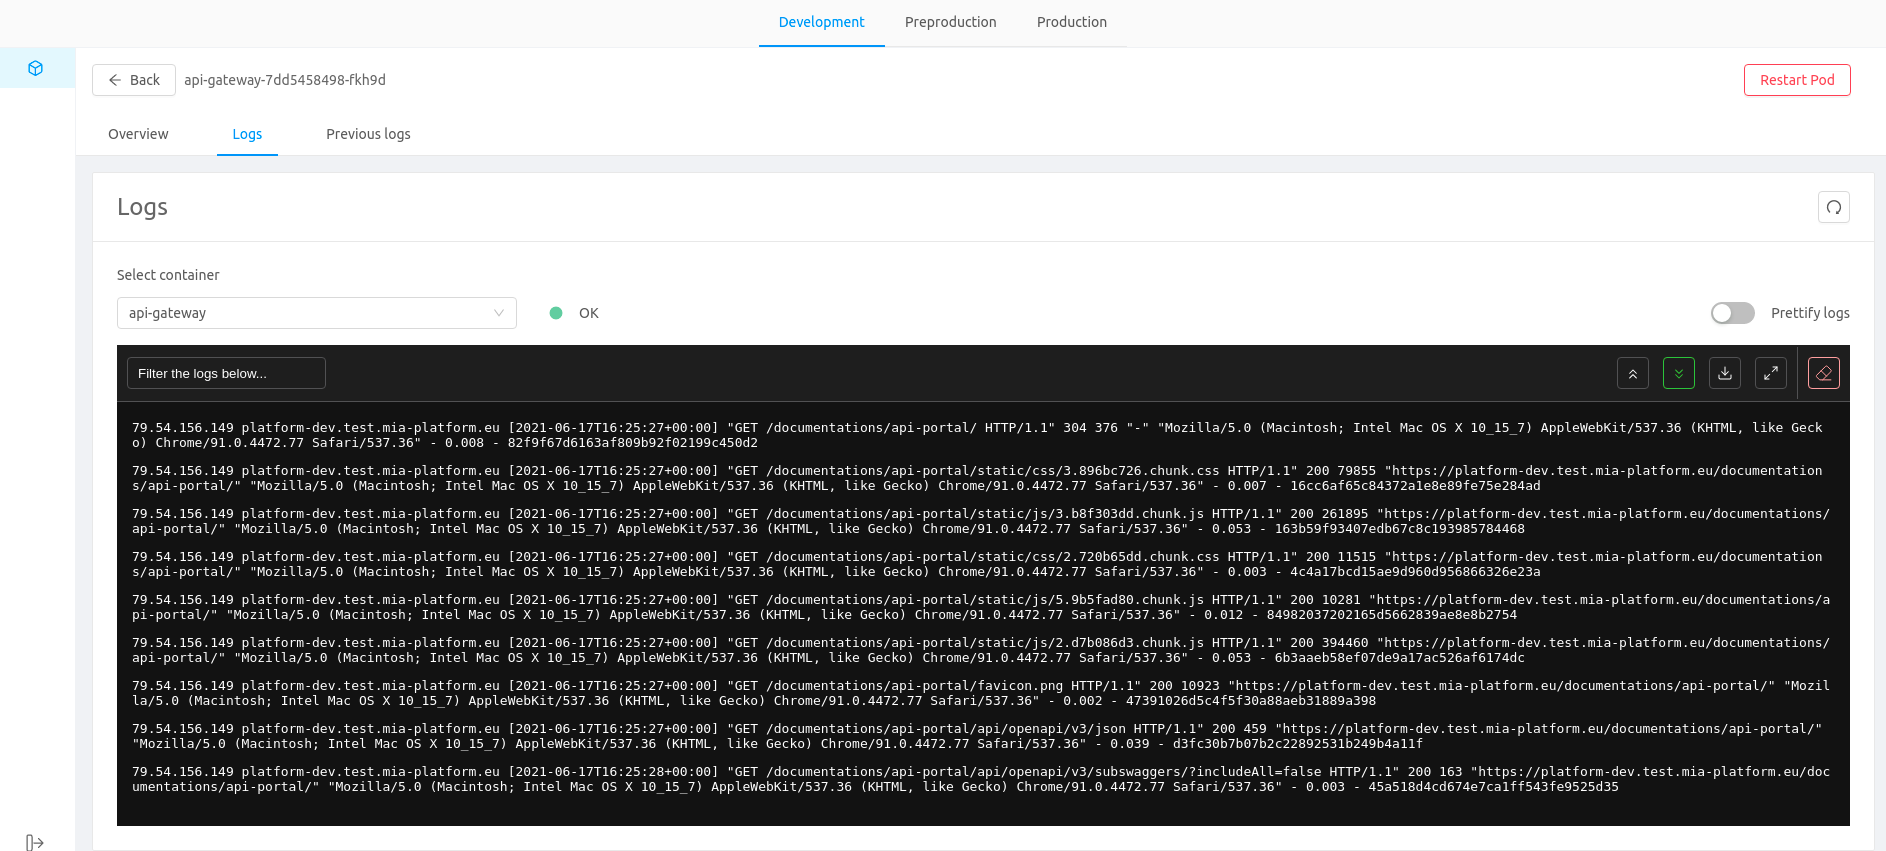 Development Preproduction Production
Back api-gateway-7dd5458498-fkh9d Restart Pod
Overview Logs Previous logs
Logs
Select container
api-gateway OK Prettify logs
Filter the logs below...
79.54.156.149 platform-dev.test.mia-platform.eu [2021-06-17T16:25:27+00:00] "GET /documentations/api-portal/ HTTP/1.1" 304 376 "-" "Mozilla/5.0 (Macintosh; Intel Mac OS X 10_15_7) AppleWebKit/537.36 (KHTML, like Geck
o) Chrome/91.0.4472.77 Safari/537.36" - 0.008 - 82f9f67d6163af809b92f02199c450d2
79.54.156.149 platform-dev.test.mia-platform.eu [2021-06-17T16:25:27+00:00] "GET /documentations/api-portal/static/css/3.896bc726.chunk.css HTTP/1.1" 200 79855 "https://platform-dev.test.mia-platform.eu/documentation
s/api-portal/" "Mozilla/5.0 (Macintosh; Intel Mac OS X 10_15_7) AppleWebKit/537.36 (KHTML, like Gecko) Chrome/91.0.4472.77 Safari/537.36" - 0.007 - 16cc6af65c84372a1e8e89fe75e284ad
79.54.156.149 platform-dev.test.mia-platform.eu [2021-06-17T16:25:27+00:00] "GET /documentations/api-portal/static/js/3.b8f303dd.chunk.js HTTP/1.1" 200 261895 "https://platform-dev.test.mia-platform.eu/documentations/
api-portal/" "Mozilla/5.0 (Macintosh; Intel Mac OS X 10_15_7) AppleWebKit/537.36 (KHTML, like Gecko) Chrome/91.0.4472.77 Safari/537.36" - 0.053 - 163b59f93407edb67c8c193985784468
79.54.156.149 platform-dev.test.mia-platform.eu [2021-06-17T16:25:27+00:00] "GET /documentations/api-portal/static/css/2.720b65dd.chunk.css HTTP/1.1" 200 11515 "https://platform-dev.test.mia-platform.eu/documentation
s/api-portal/" "Mozilla/5.0 (Macintosh; Intel Mac OS X 10_15_7) AppleWebKit/537.36 (KHTML, like Gecko) Chrome/91.0.4472.77 Safari/537.36" - 0.003 - 4c4a17bcd15ae9d960d956866326e23a
79.54.156.149 platform-dev.test.mia-platform.eu [2021-06-17T16:25:27+00:00] "GET /documentations/api-portal/static/js/5.9b5fad80.chunk.js HTTP/1.1" 200 10281 "https://platform-dev.test.mia-platform.eu/documentations/a
pi-portal/" "Mozilla/5.0 (Macintosh; Intel Mac OS X 10_15_7) AppleWebKit/537.36 (KHTML, like Gecko) Chrome/91.0.4472.77 Safari/537.36" - 0.012 - 84982037202165d5662839ae8e8b2754
79.54.156.149 platform-dev.test.mia-platform.eu [2021-06-17T16:25:27+00:00] "GET /documentations/api-portal/static/js/2.d7b086d3.chunk.js HTTP/1.1" 200 394460 "https://platform-dev.test.mia-platform.eu/documentations/
api-portal/" "Mozilla/5.0 (Macintosh; Intel Mac OS X 10_15_7) AppleWebKit/537.36 (KHTML, like Gecko) Chrome/91.0.4472.77 Safari/537.36" - 0.053 - 6b3aaeb58ef07de9a17ac526af6174dc
79.54.156.149 platform-dev.test.mia-platform.eu [2021-06-17T16:25:27+00:00] "GET /documentations/api-portal/favicon.png HTTP/1.1" 200 10923 "https://platform-dev.test.mia-platform.eu/documentations/api-portal/" "Mozil
la/5.0 (Macintosh; Intel Mac OS X 10_15_7) AppleWebKit/537.36 (KHTML, like Gecko) Chrome/91.0.4472.77 Safari/537.36" - 0.002 - 47391026d5c4f5f30a88aeb31889a398
79.54.156.149 platform-dev.test.mia-platform.eu [2021-06-17T16:25:27+00:00] "GET /documentations/api-portal/api/openapi/v3/json HTTP/1.1" 200 459 "https://platform-dev.test.mia-platform.eu/documentations/api-portal/"
"Mozilla/5.0 (Macintosh; Intel Mac OS X 10_15_7) AppleWebKit/537.36 (KHTML, like Gecko) Chrome/91.0.4472.77 Safari/537.36" - 0.039 - d3fc30b7b07b2c22892531b249b4a11f
79.54.156.149 platform-dev.test.mia-platform.eu [2021-06-17T16:25:28+00:00] "GET /documentations/api-portal/api/openapi/v3/subswaggers/?includeAll=false HTTP/1.1" 200 163 "https://platform-dev.test.mia-platform.eu/doc
umentations/api-portal/" "Mozilla/5.0 (Macintosh; Intel Mac OS X 10_15_7) AppleWebKit/537.36 (KHTML, like Gecko) Chrome/91.0.4472.77 Safari/537.36" - 0.003 - 45a518d4cd674e7ca1ff543fe9525d35